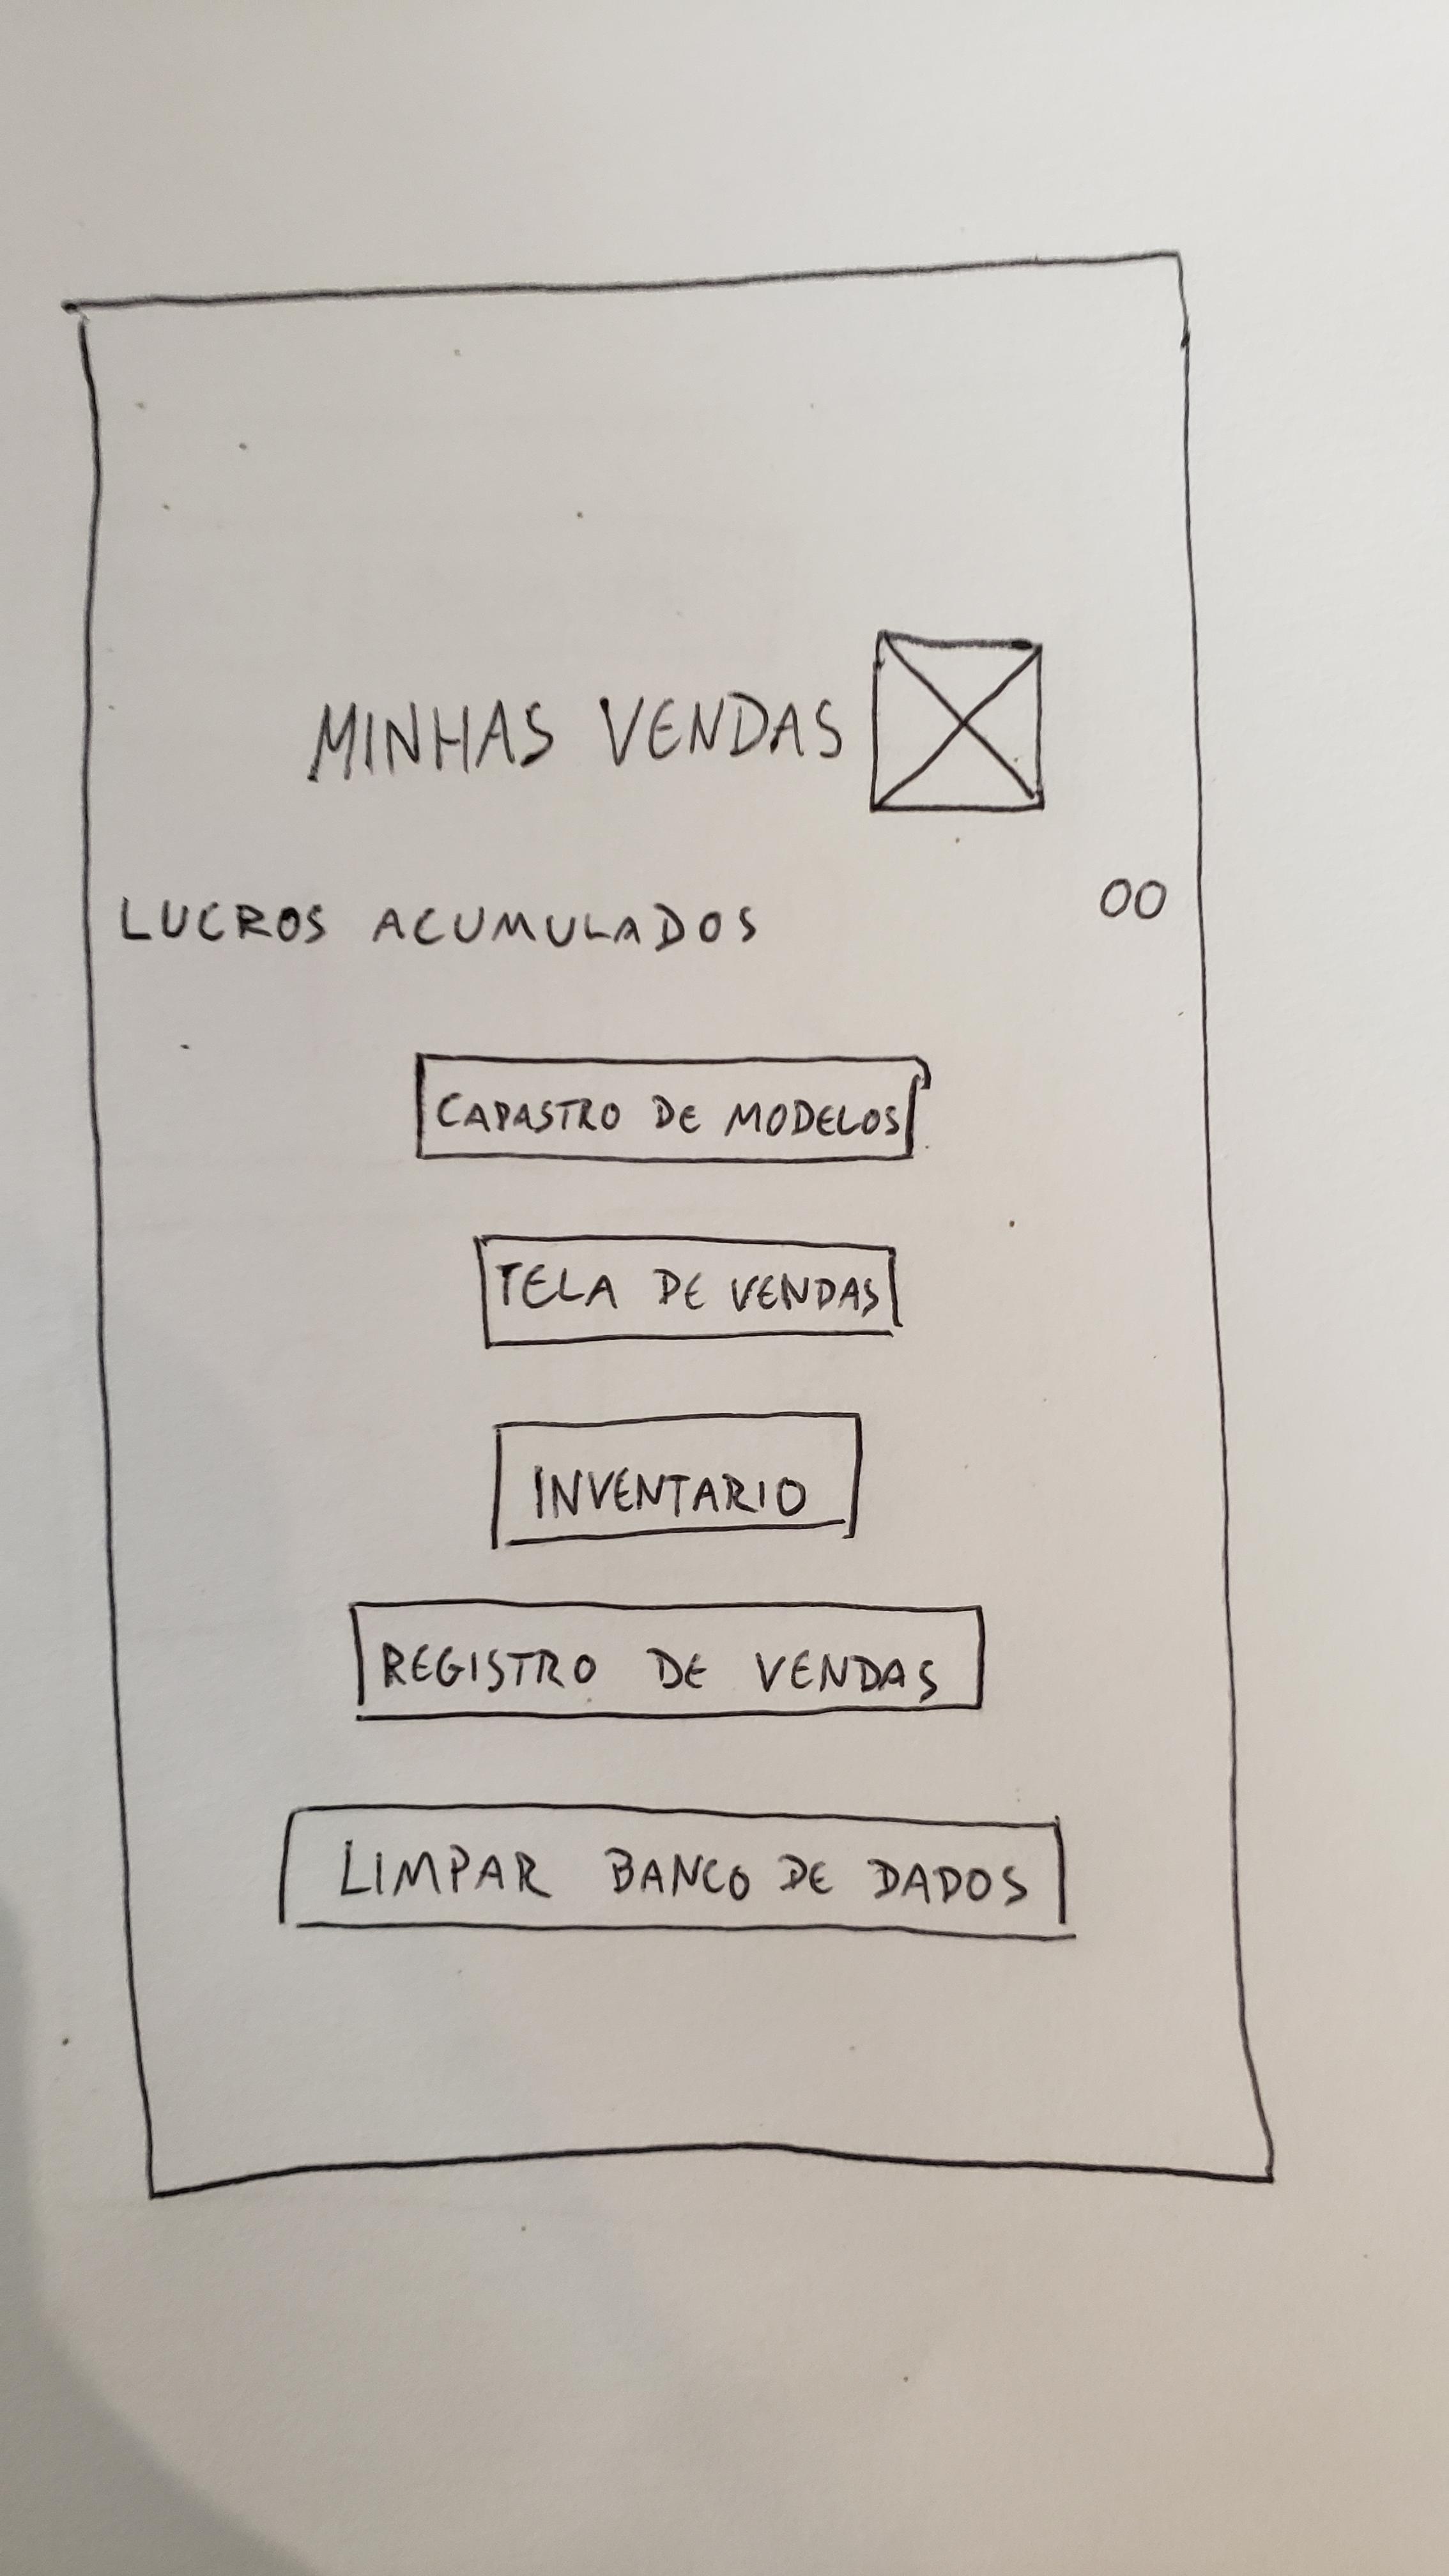 MINHAS VENDAS
LUCROS ACUMULADOS 00
CADASTRO DE MODELOS
TELA DE VENDAS
INVENTARIO
REGISTRO DE VENDAS
LIMPAR BANCO DE DADOS